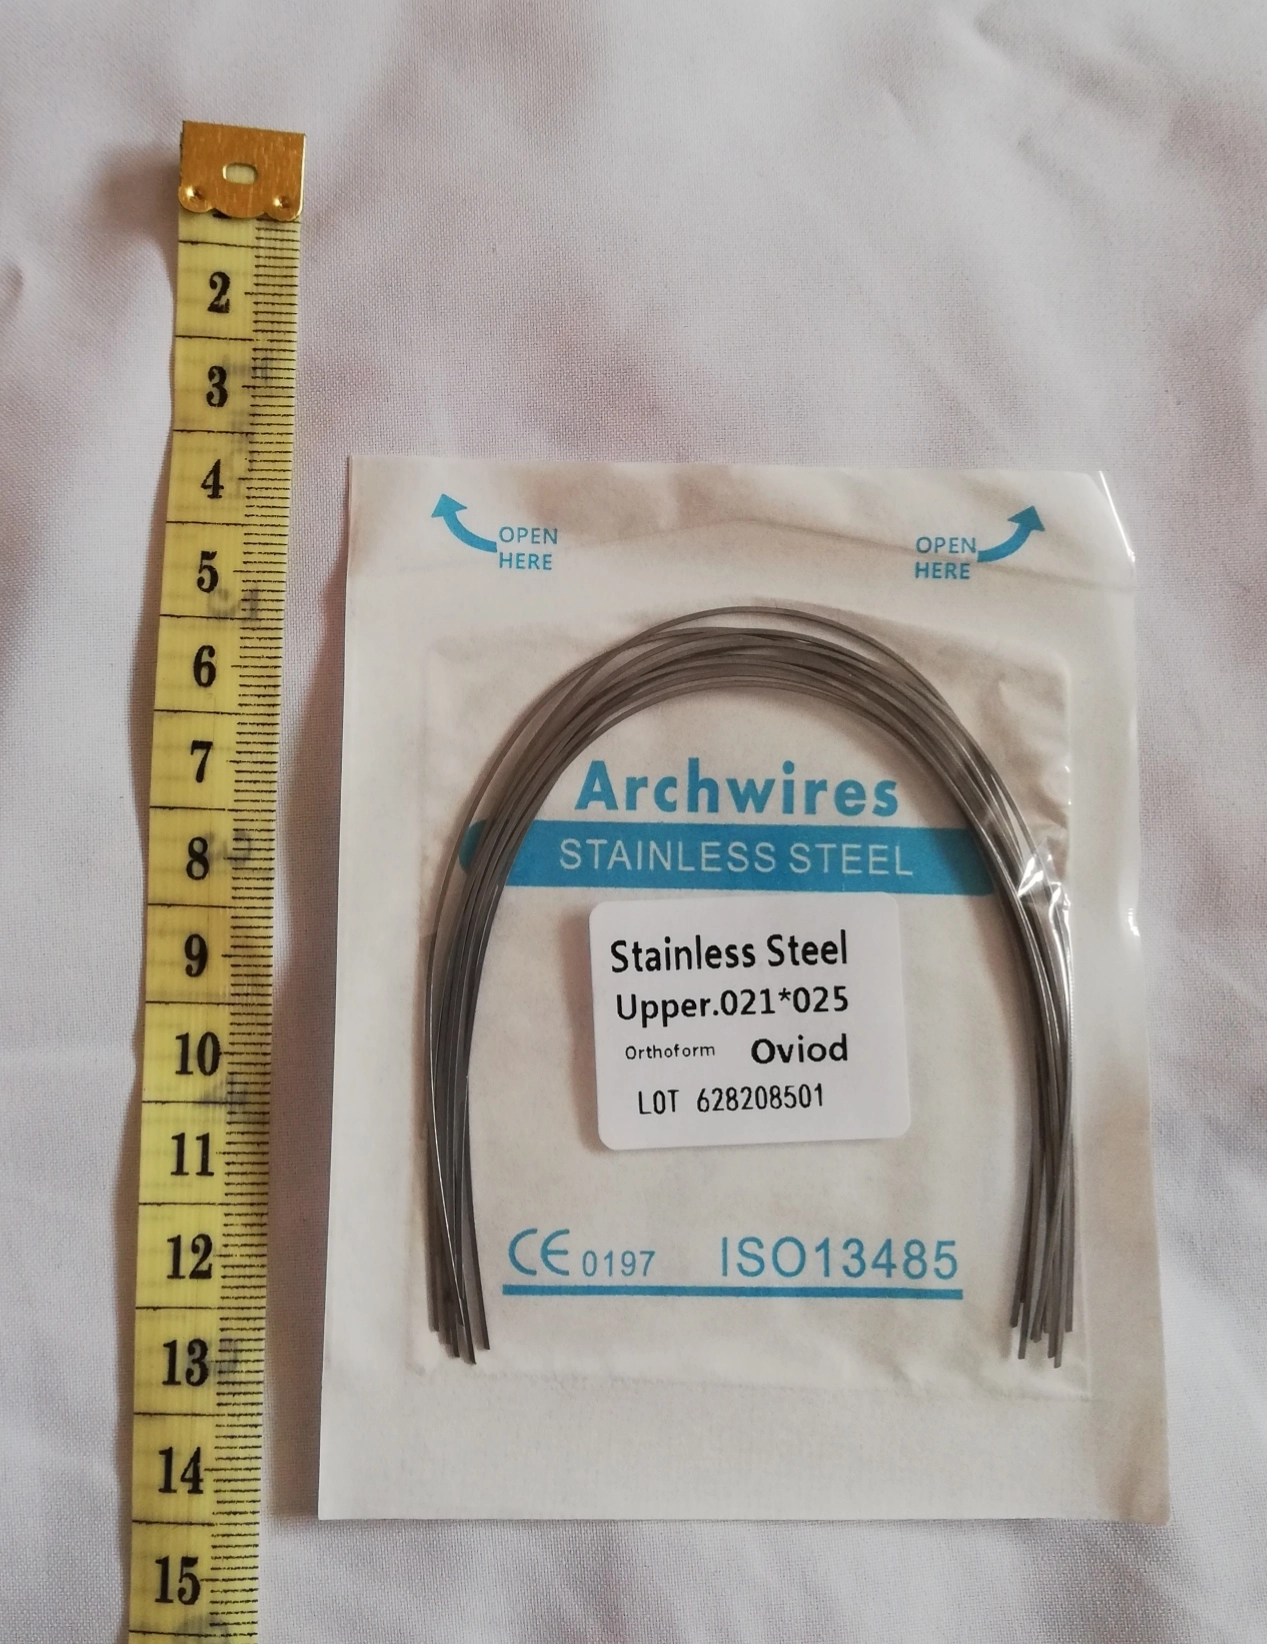 2
3
4
5
6
7
8
9
10
11
12
13
14
15
OPEN
HERE
OPEN
HERE
Archwires
STAINLESS STEEL
Stainless Steel
Upper.021*025
Orthoform Oviod
LOT 628208501
CE 0197 ISO13485